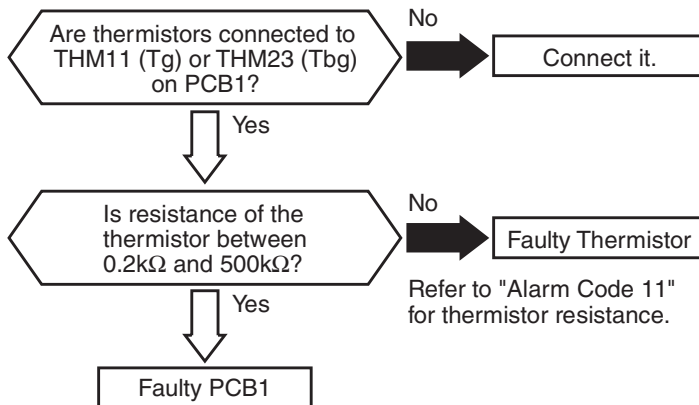 Are thermistors connected to
THM11 (Tg) or THM23 (Tbg)
on PCB1?
No
Connect it.
Yes
Is resistance of the
thermistor between
0.2kΩ and 500kΩ?
No
Faulty Thermistor
Refer to "Alarm Code 11"
for thermistor resistance.
Yes
Faulty PCB1